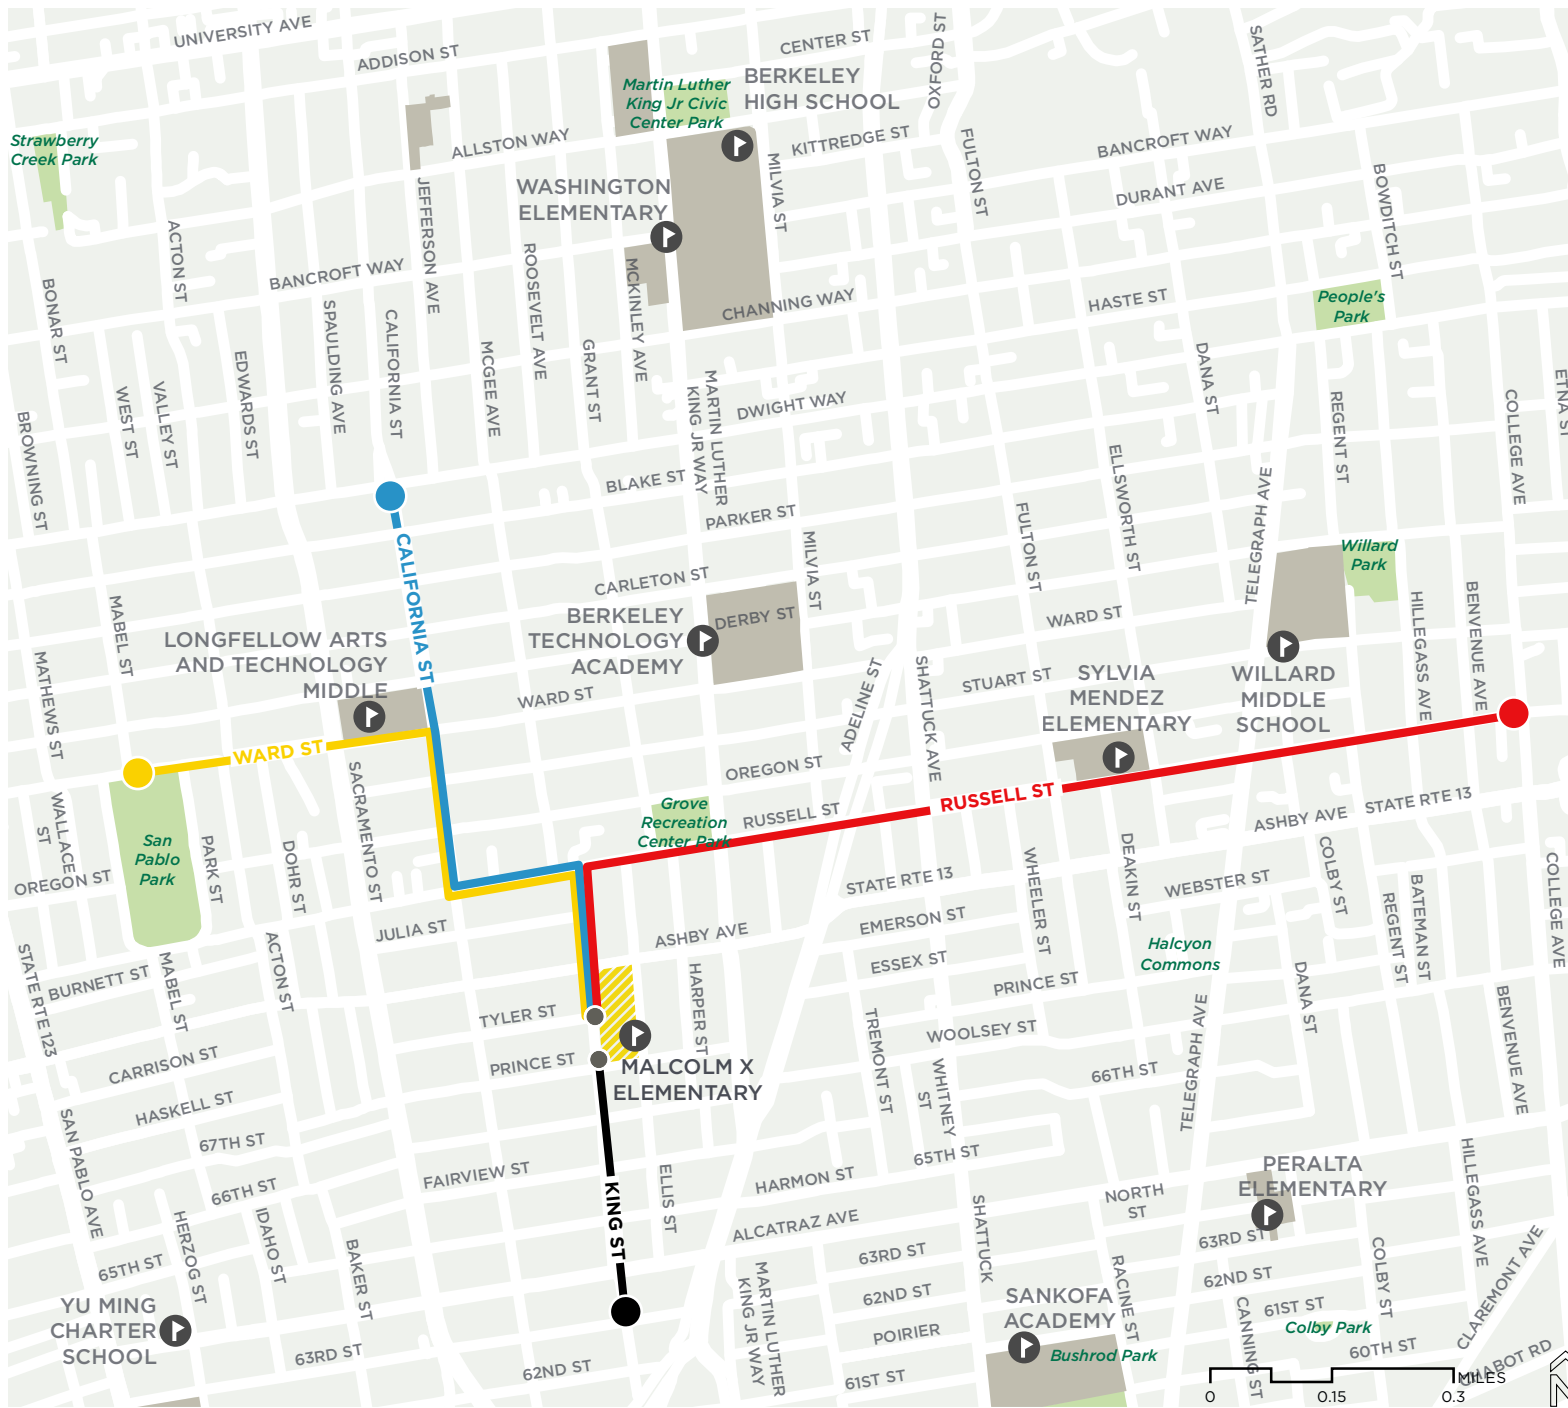 UNIVERSITY AVE
ADDISON ST
CENTER ST
OXFORD ST
SATHER RD
Martin Luther
King Jr Civic
Center Park
BERKELEY
HIGH SCHOOL
Strawberry
Creek Park
ALLSTON WAY
KITTREDGE ST
FULTON ST
BANCROFT WAY
MILVIA ST
WASHINGTON
ELEMENTARY
JEFFERSON AVE
DURANT AVE
BOWDITCH ST
ACTON ST
BANCROFT WAY
ROOSEVELT AVE
MCKINLEY AVE
BONAR ST
SPAULDING AVE
CALIFORNIA ST
CHANNING WAY
HASTE ST
People's
Park
EDWARDS ST
MCGEE AVE
GRANT ST
DANA ST
WEST ST
VALLEY ST
MARTIN LUTHER
KING JR WAY
DWIGHT WAY
REGENT ST
COLLEGE AVE
ETNA ST
BROWNING ST
BLAKE ST
ELLSWORTH ST
TELEGRAPH AVE
PARKER ST
FULTON ST
MILVIA ST
CALIFORNIA ST
Willard
Park
CARLETON ST
MABEL ST
BERKELEY
TECHNOLOGY
ACADEMY
DERBY ST
WARD ST
HILLEGASS AVE
BENVENUE AVE
LONGFELLOW ARTS
AND TECHNOLOGY
MIDDLE
MATHEWS ST
WARD ST
ADELINE ST
SHATTUCK AVE
STUART ST
SYLVIA
MENDEZ
ELEMENTARY
WILLARD
MIDDLE
SCHOOL
WARD ST
OREGON ST
RUSSELL ST
WALLACE
ST
SACRAMENTO ST
Grove
Recreation
Center Park
RUSSELL ST
ASHBY AVE
STATE RTE 13
San
Pablo
Park
PARK ST
DOHR ST
OREGON ST
STATE RTE 13
WHEELER ST
DEAKIN ST
WEBSTER ST
COLBY ST
REGENT ST
BATEMAN ST
COLLEGE AVE
JULIA ST
ASHBY AVE
EMERSON ST
Halcyon
Commons
STATE RTE 123
BURNETT ST
MABEL ST
ACTON ST
HARPER ST
ESSEX ST
PRINCE ST
DANA ST
TYLER ST
WOOLSEY ST
TELEGRAPH AVE
BENVENUE AVE
CARRISON ST
PRINCE ST
MALCOLM X
ELEMENTARY
TREMONT ST
WHITNEY
ST
66TH ST
HASKELL ST
SAN PABLO AVE
67TH ST
65TH ST
FAIRVIEW ST
ELLIS ST
HARMON ST
PERALTA
ELEMENTARY
HILLEGASS AVE
66TH ST
KING ST
NORTH
ST
ALCATRAZ AVE
SHATTUCK
HERZOG ST
IDAHO ST
BAKER ST
63RD ST
63RD ST
COLBY ST
CLAREMONT AVE
65TH ST
MARTIN LUTHER
KING JR WAY
RACINE ST
62ND ST
62ND ST
YU MING
CHARTER
SCHOOL
SANKOFA
ACADEMY
61ST ST
CANNING ST
Colby Park
POIRIER
Bushrod Park
60TH ST
CHABOT RD
63RD ST
62ND ST
61ST ST
MILES
0
0.15
0.3
N